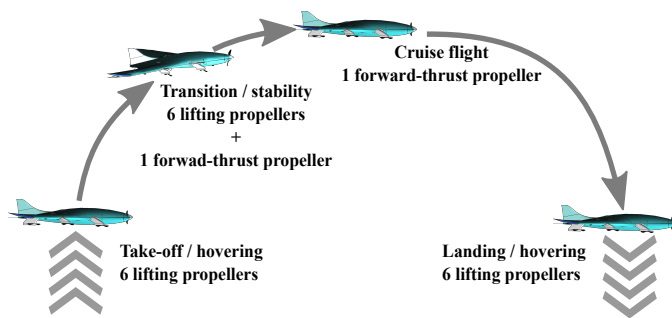 Cruise flight
1 forward-thrust propeller
Transition / stability
6 lifting propellers
+
1 forwad-thrust propeller
Take-off / hovering
6 lifting propellers
Landing / hovering
6 lifting propellers